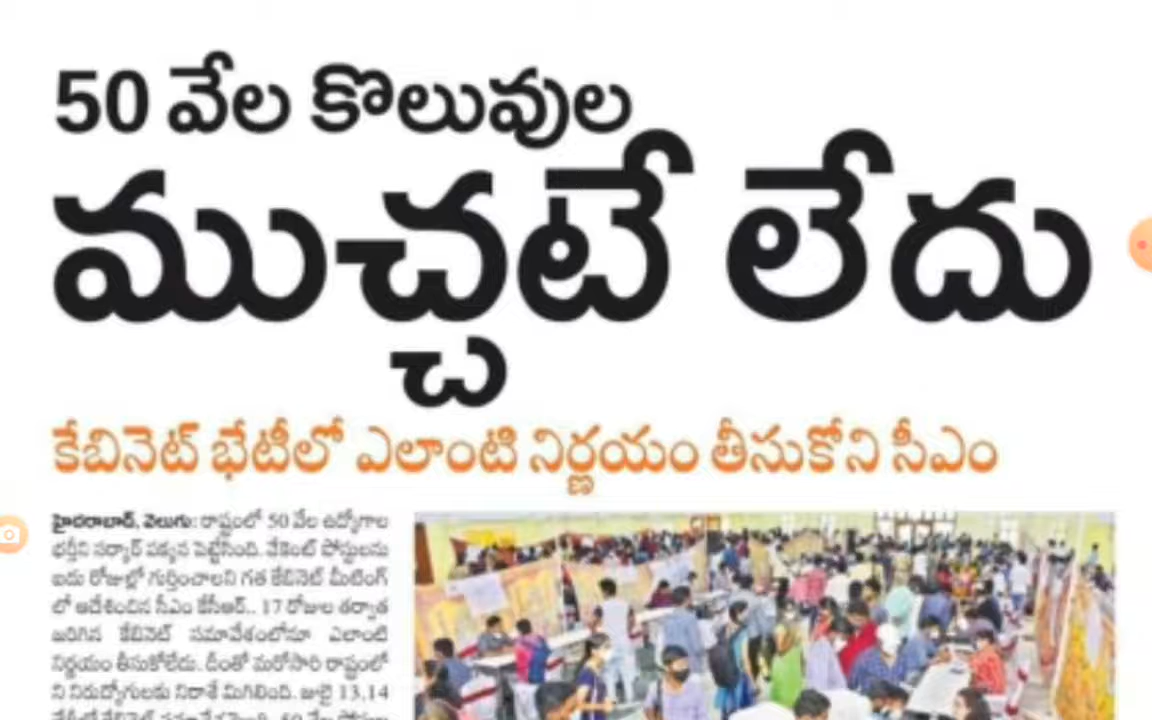 50 వేల కొలువుల
ముచ్చటే లేదు
కేబినెట్ భేటీలో ఎలాంటి నిర్ణయం తీసుకోని సీఎం
హైదరాబాద్, వెలుగు: రాష్ట్రంలో 50 వేల ఉద్యోగాల
భర్తీని సర్కార్ పక్కన పెట్టేసింది. వేకెంట్ పోస్టులను
ఐదు రోజుల్లో గుర్తించాలని గత కేబినెట్ మీటింగ్
లో ఆదేశించిన సీఎం కేసీఆర్.. 17 రోజుల తర్వాత
జరిగిన కేబినెట్ సమావేశంలోనూ ఎలాంటి
నిర్ణయం తీసుకోలేదు. దీంతో మరోసారి రాష్ట్రంలో
ని నిరుద్యోగులకు నిరాశే మిగిలింది. జులై 13,14